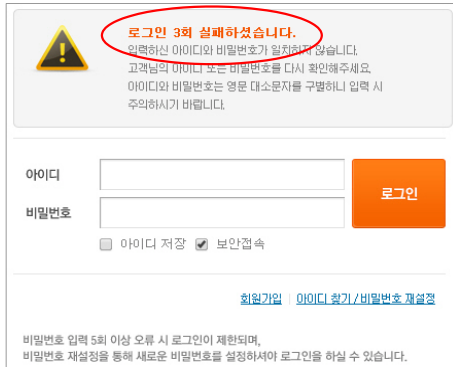 로그인 3회 실패하셨습니다.
입력하신 아이디와 비밀번호가 일치하지 않습니다.
고객님의 아이디 또는 비밀번호를 다시 확인해주세요.
아이디와 비밀번호는 영문 대소문자를 구별하니 입력 시
주의하시기 바랍니다.
아이디
로그인
비밀번호
아이디 저장 보안접속
회원가입 | 아이디 찾기 / 비밀번호 재설정
비밀번호 입력 5회 이상 오류 시 로그인이 제한되며,
비밀번호 재설정을 통해 새로운 비밀번호를 설정하셔야 로그인을 하실 수 있습니다.